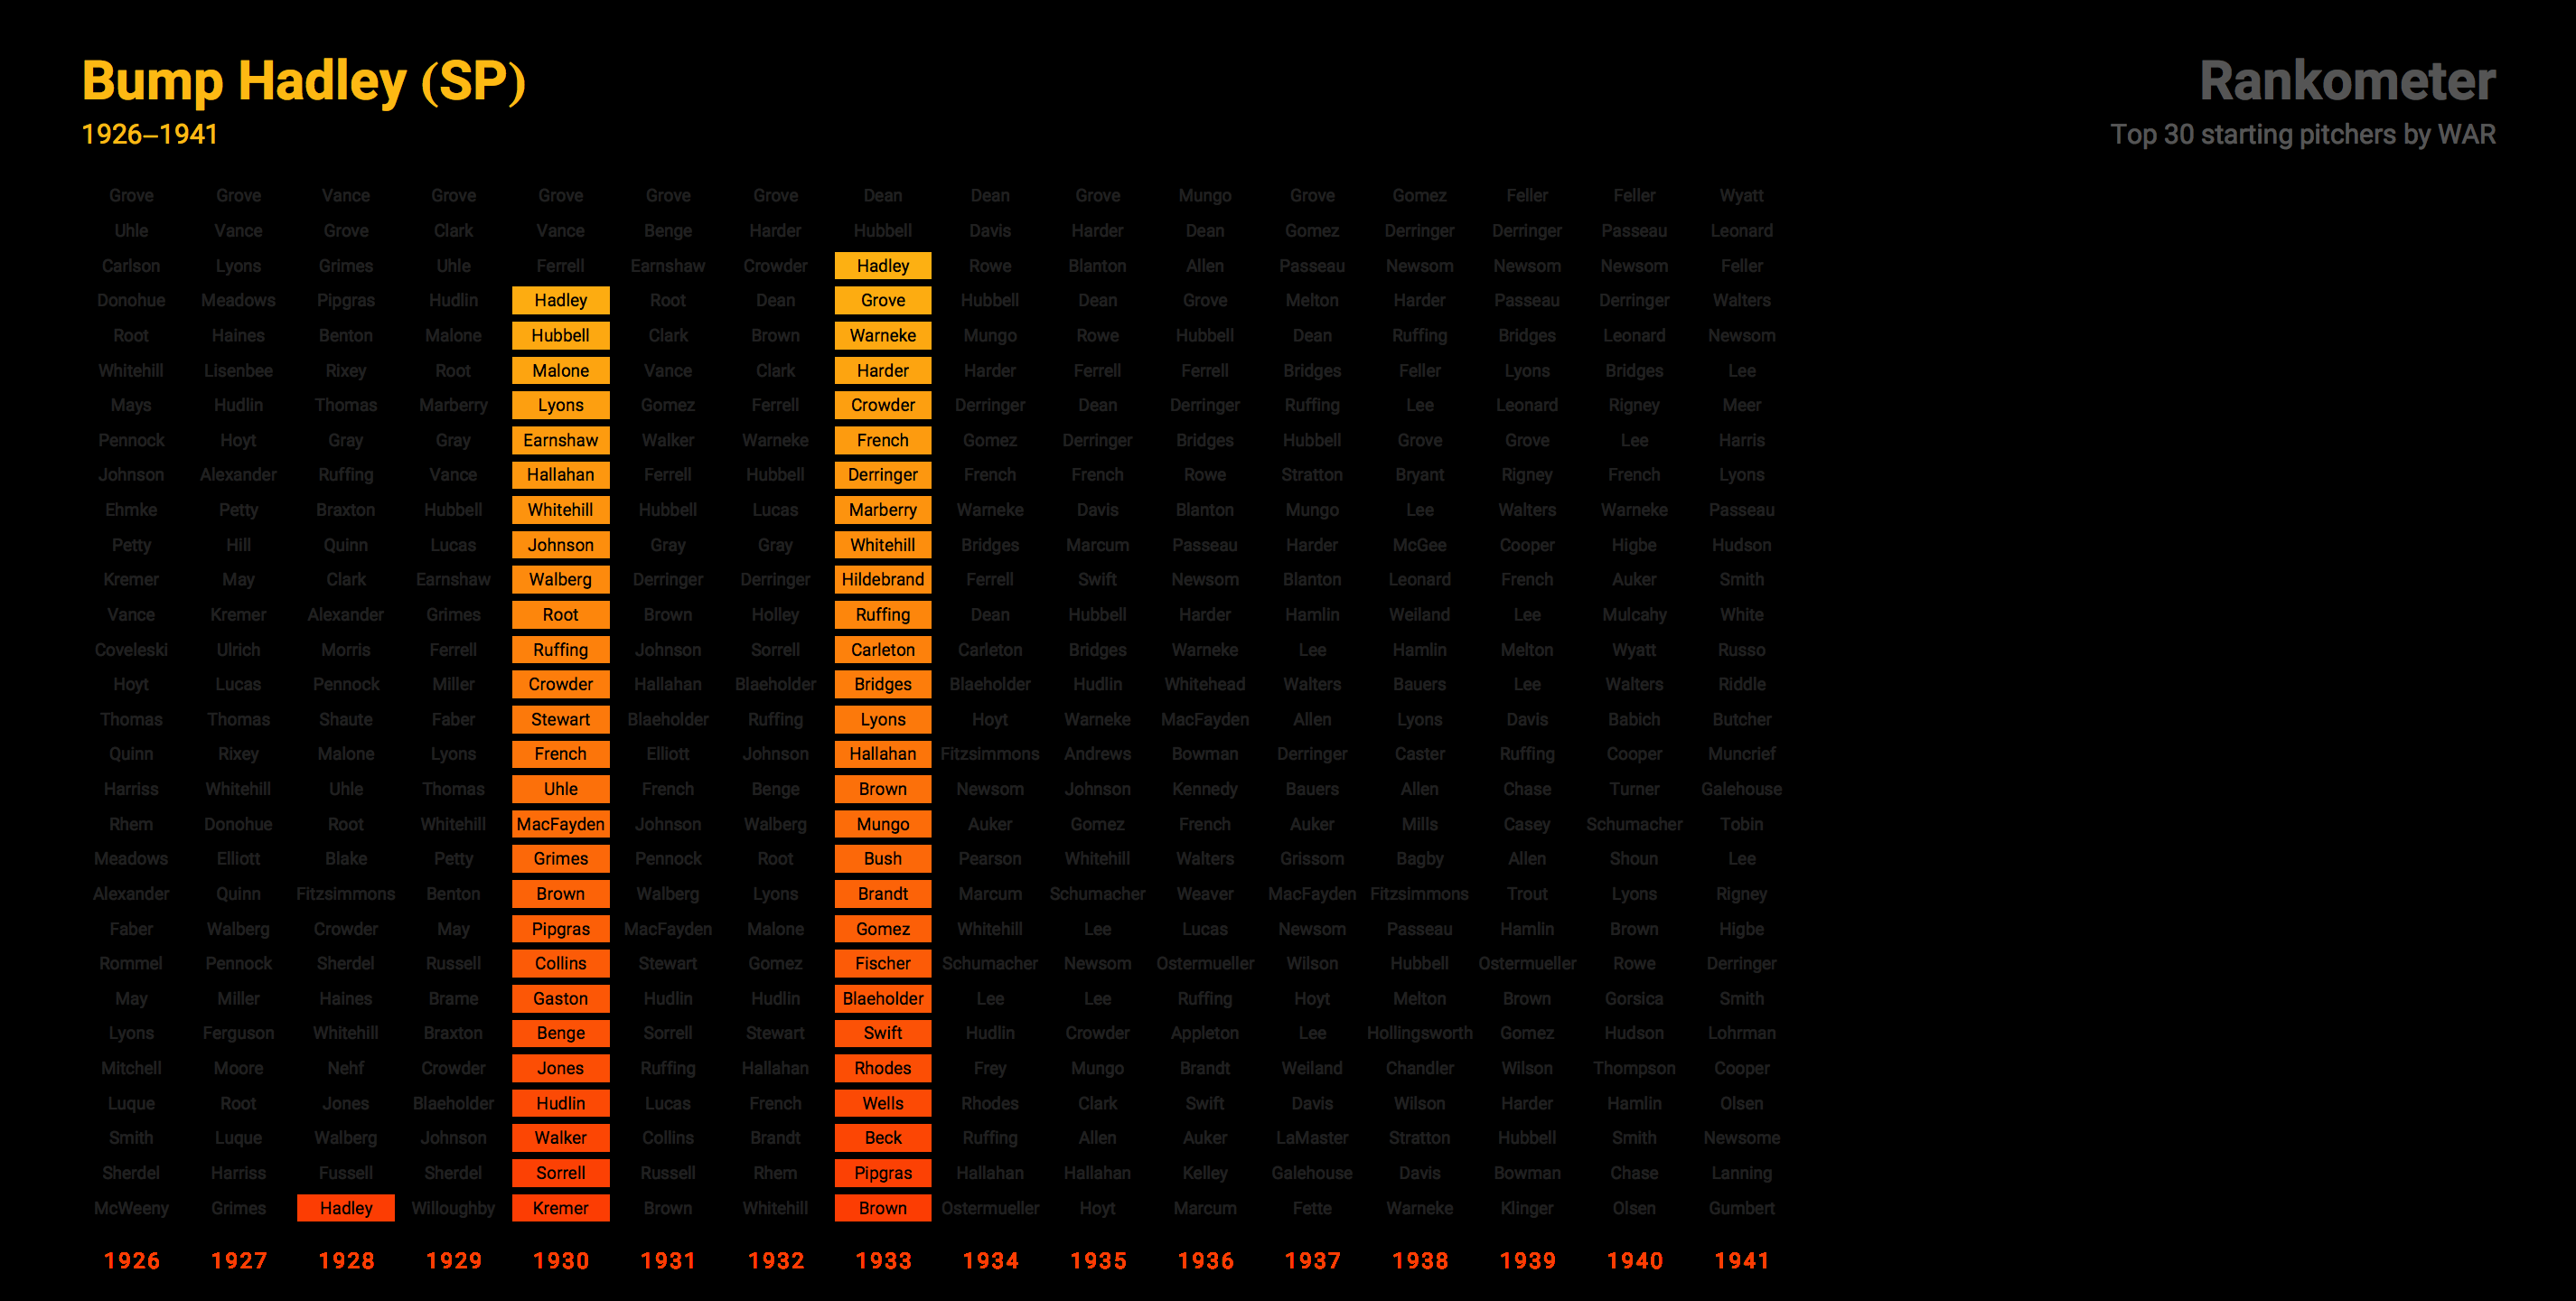 Bump Hadley (SP)
1926–1941
Rankometer
Top 30 starting pitchers by WAR
Grove Grove Vance Grove Grove Grove Grove Dean Dean Grove Mungo Grove Gomez Feller Feller Wyatt
Uhle Vance Grove Clark Vance Benge Harder Hubbell Davis Harder Dean Gomez Derringer Derringer Passeau Leonard
Carlson Lyons Grimes Uhle Ferrell Earnshaw Crowder Hadley Rowe Blanton Allen Passeau Newsom Newsom Newsom Feller
Donohue Meadows Pipgras Hudlin Hadley Root Dean Grove Hubbell Dean Grove Melton Harder Passeau Derringer Walters
Root Haines Benton Malone Hubbell Clark Brown Warneke Mungo Rowe Hubbell Dean Ruffing Bridges Leonard Newsom
Whitehill Lisenbee Rixey Root Malone Vance Clark Harder Harder Ferrell Ferrell Bridges Feller Lyons Bridges Lee
Mays Hudlin Thomas Marberry Lyons Gomez Ferrell Crowder Derringer Dean Derringer Ruffing Lee Leonard Rigney Meer
Pennock Hoyt Gray Gray Earnshaw Walker Warneke French Gomez Derringer Bridges Hubbell Grove Grove Lee Harris
Johnson Alexander Ruffing Vance Hallahan Ferrell Hubbell Derringer French French Rowe Stratton Bryant Rigney French Lyons
Ehmke Petty Braxton Hubbell Whitehill Hubbell Lucas Marberry Warneke Davis Blanton Mungo Lee Walters Warneke Passeau
Petty Hill Quinn Lucas Johnson Gray Gray Whitehill Bridges Marcum Passeau Harder McGee Cooper Higbe Hudson
Kremer May Clark Earnshaw Walberg Derringer Derringer Hildebrand Ferrell Swift Newsom Blanton Leonard French Auker Smith
Vance Kremer Alexander Grimes Root Brown Holley Ruffing Dean Hubbell Harder Hamlin Weiland Lee Mulcahy White
Coveleski Ulrich Morris Ferrell Ruffing Johnson Sorrell Carleton Carleton Bridges Warneke Lee Hamlin Melton Wyatt Russo
Hoyt Lucas Pennock Miller Crowder Hallahan Blaeholder Bridges Blaeholder Hudlin Whitehead Walters Bauers Lee Walters Riddle
Thomas Thomas Shaute Faber Stewart Blaeholder Ruffing Lyons Hoyt Warneke MacFayden Allen Lyons Davis Babich Butcher
Quinn Rixey Malone Lyons French Elliott Johnson Hallahan Fitzsimmons Andrews Bowman Derringer Caster Ruffing Cooper Muncrief
Harriss Whitehill Uhle Thomas Uhle French Benge Brown Newsom Johnson Kennedy Bauers Allen Chase Turner Galehouse
Rhem Donohue Root Whitehill MacFayden Johnson Walberg Mungo Auker Gomez French Auker Mills Casey Schumacher Tobin
Meadows Elliott Blake Petty Grimes Pennock Root Bush Pearson Whitehill Walters Grissom Bagby Allen Shoun Lee
Alexander Quinn Fitzsimmons Benton Brown Walberg Lyons Brandt Marcum Schumacher Weaver MacFayden Fitzsimmons Trout Lyons Rigney
Faber Walberg Crowder May Pipgras MacFayden Malone Gomez Whitehill Lee Lucas Newsom Passeau Hamlin Brown Higbe
Rommel Pennock Sherdel Russell Collins Stewart Gomez Fischer Schumacher Newsom Ostermueller Wilson Hubbell Ostermueller Rowe Derringer
May Miller Haines Brame Gaston Hudlin Hudlin Blaeholder Lee Lee Ruffing Hoyt Melton Brown Gorsica Smith
Lyons Ferguson Whitehill Braxton Benge Sorrell Stewart Swift Hudlin Crowder Appleton Lee Hollingsworth Gomez Hudson Lohrman
Mitchell Moore Nehf Crowder Jones Ruffing Hallahan Rhodes Frey Mungo Brandt Weiland Chandler Wilson Thompson Cooper
Luque Root Jones Blaeholder Hudlin Lucas French Wells Rhodes Clark Swift Davis Wilson Harder Hamlin Olsen
Smith Luque Walberg Johnson Walker Collins Brandt Beck Ruffing Allen Auker LaMaster Stratton Hubbell Smith Newsome
Sherdel Harriss Fussell Sherdel Sorrell Russell Rhem Pipgras Hallahan Hallahan Kelley Galehouse Davis Bowman Chase Lanning
McWeeny Grimes Hadley Willoughby Kremer Brown Whitehill Brown Ostermueller Hoyt Marcum Fette Warneke Klinger Olsen Gumbert
1926 1927 1928 1929 1930 1931 1932 1933 1934 1935 1936 1937 1938 1939 1940 1941